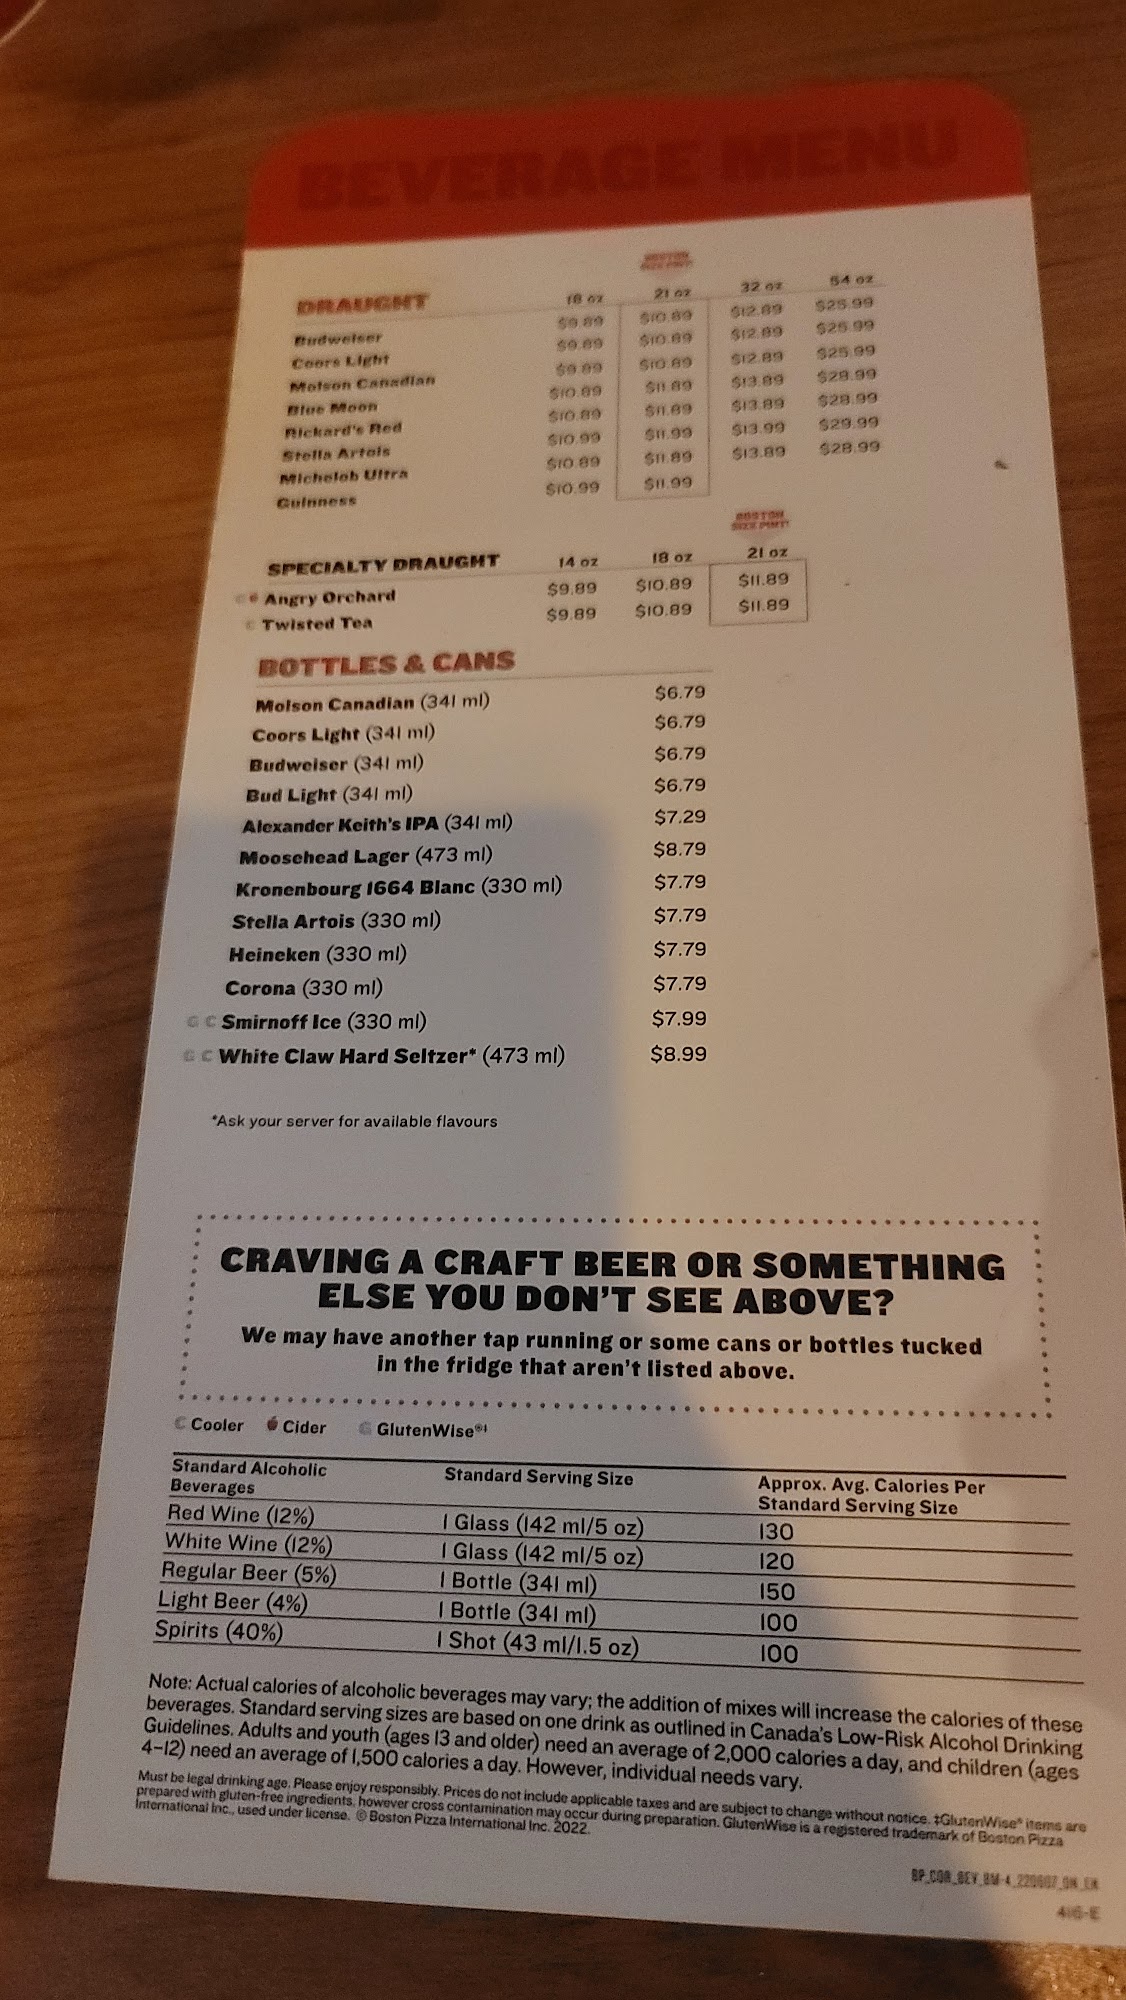 BEVERAGE MENU
BOSTON
SIZE PINT!
DRAUGHT 18 oz 21 oz 32 oz 54 oz
Budweiser $9.89 $10.89 $12.89 $25.99
Coors Light $9.89 $10.89 $12.89 $25.99
Molson Canadian $9.89 $10.89 $12.89 $25.99
Blue Moon $10.89 $11.89 $13.89 $28.99
Rickard's Red $10.89 $11.89 $13.89 $28.99
Stella Artois $10.99 $11.99 $13.99 $29.99
Michelob Ultra $10.89 $11.89 $13.89 $28.99
Guinness $10.99 $11.99
BOSTON
SIZE PINT!
SPECIALTY DRAUGHT 14 oz 18 oz 21 oz
C Angry Orchard $9.89 $10.89 $11.89
C Twisted Tea $9.89 $10.89 $11.89
BOTTLES & CANS
Molson Canadian (341 ml) $6.79
Coors Light (341 ml) $6.79
Budweiser (341 ml) $6.79
Bud Light (341 ml) $6.79
Alexander Keith's IPA (341 ml) $7.29
Moosehead Lager (473 ml) $8.79
Kronenbourg 1664 Blanc (330 ml) $7.79
Stella Artois (330 ml) $7.79
Heineken (330 ml) $7.79
Corona (330 ml) $7.79
G C Smirnoff Ice (330 ml) $7.99
G C White Claw Hard Seltzer* (473 ml) $8.99
*Ask your server for available flavours
CRAVING A CRAFT BEER OR SOMETHING
ELSE YOU DON'T SEE ABOVE?
We may have another tap running or some cans or bottles tucked
in the fridge that aren't listed above.
C Cooler Cider G GlutenWise®‡
Standard Alcoholic Beverages Standard Serving Size Approx. Avg. Calories Per Standard Serving Size
Red Wine (12%) 1 Glass (142 ml/5 oz) 130
White Wine (12%) 1 Glass (142 ml/5 oz) 120
Regular Beer (5%) 1 Bottle (341 ml) 150
Light Beer (4%) 1 Bottle (341 ml) 100
Spirits (40%) 1 Shot (43 ml/1.5 oz) 100
Note: Actual calories of alcoholic beverages may vary; the addition of mixes will increase the calories of these
beverages. Standard serving sizes are based on one drink as outlined in Canada's Low-Risk Alcohol Drinking
Guidelines. Adults and youth (ages 13 and older) need an average of 2,000 calories a day, and children (ages
4–12) need an average of 1,500 calories a day. However, individual needs vary.
Must be legal drinking age. Please enjoy responsibly. Prices do not include applicable taxes and are subject to change without notice. ‡GlutenWise® items are
prepared with gluten-free ingredients, however cross contamination may occur during preparation. GlutenWise is a registered trademark of Boston Pizza
International Inc., used under license. © Boston Pizza International Inc. 2022.
BP_COR_BEV_BM-4_220607_ON_EN
416-E